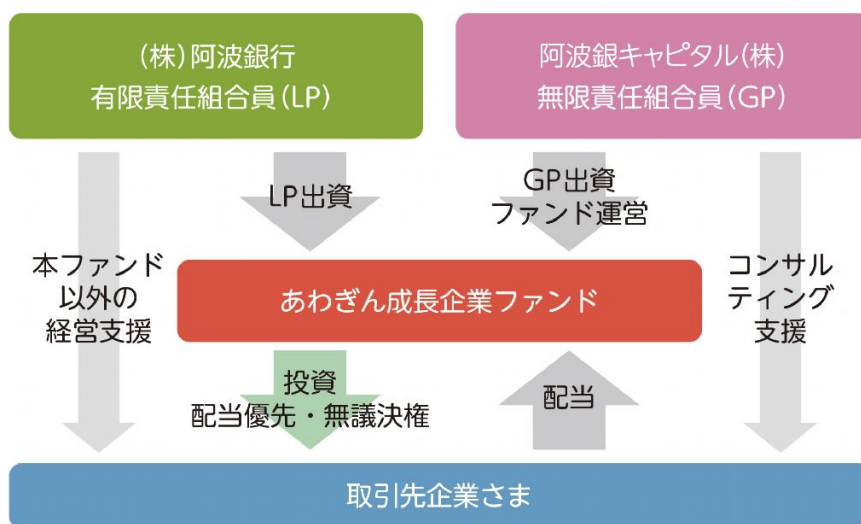 (株)阿波銀行
有限責任組合員(LP)
阿波銀キャピタル(株)
無限責任組合員(GP)
LP出資
GP出資
ファンド運営
本ファンド
以外の
経営支援
あわぎん成長企業ファンド
コンサル
ティング
支援
投資
配当優先・無議決権
配当
取引先企業さま